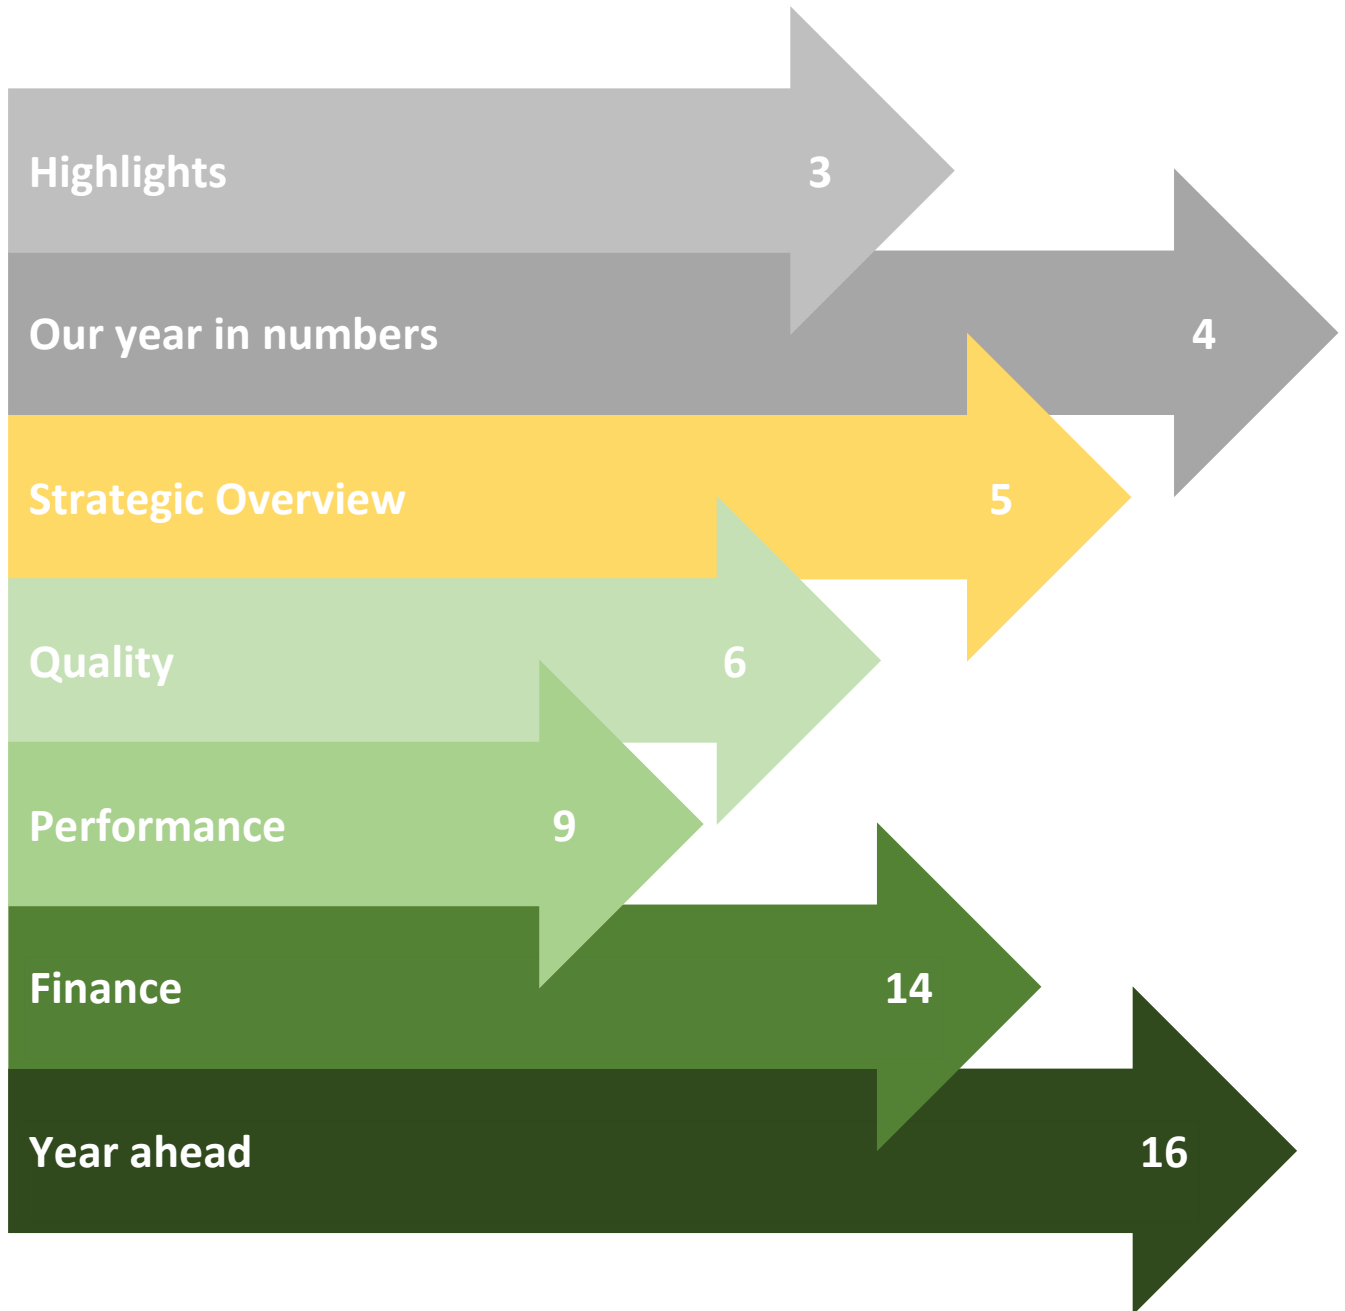 Highlights 3
Our year in numbers 4
Strategic Overview 5
Quality 6
Performance 9
Finance 14
Year ahead 16